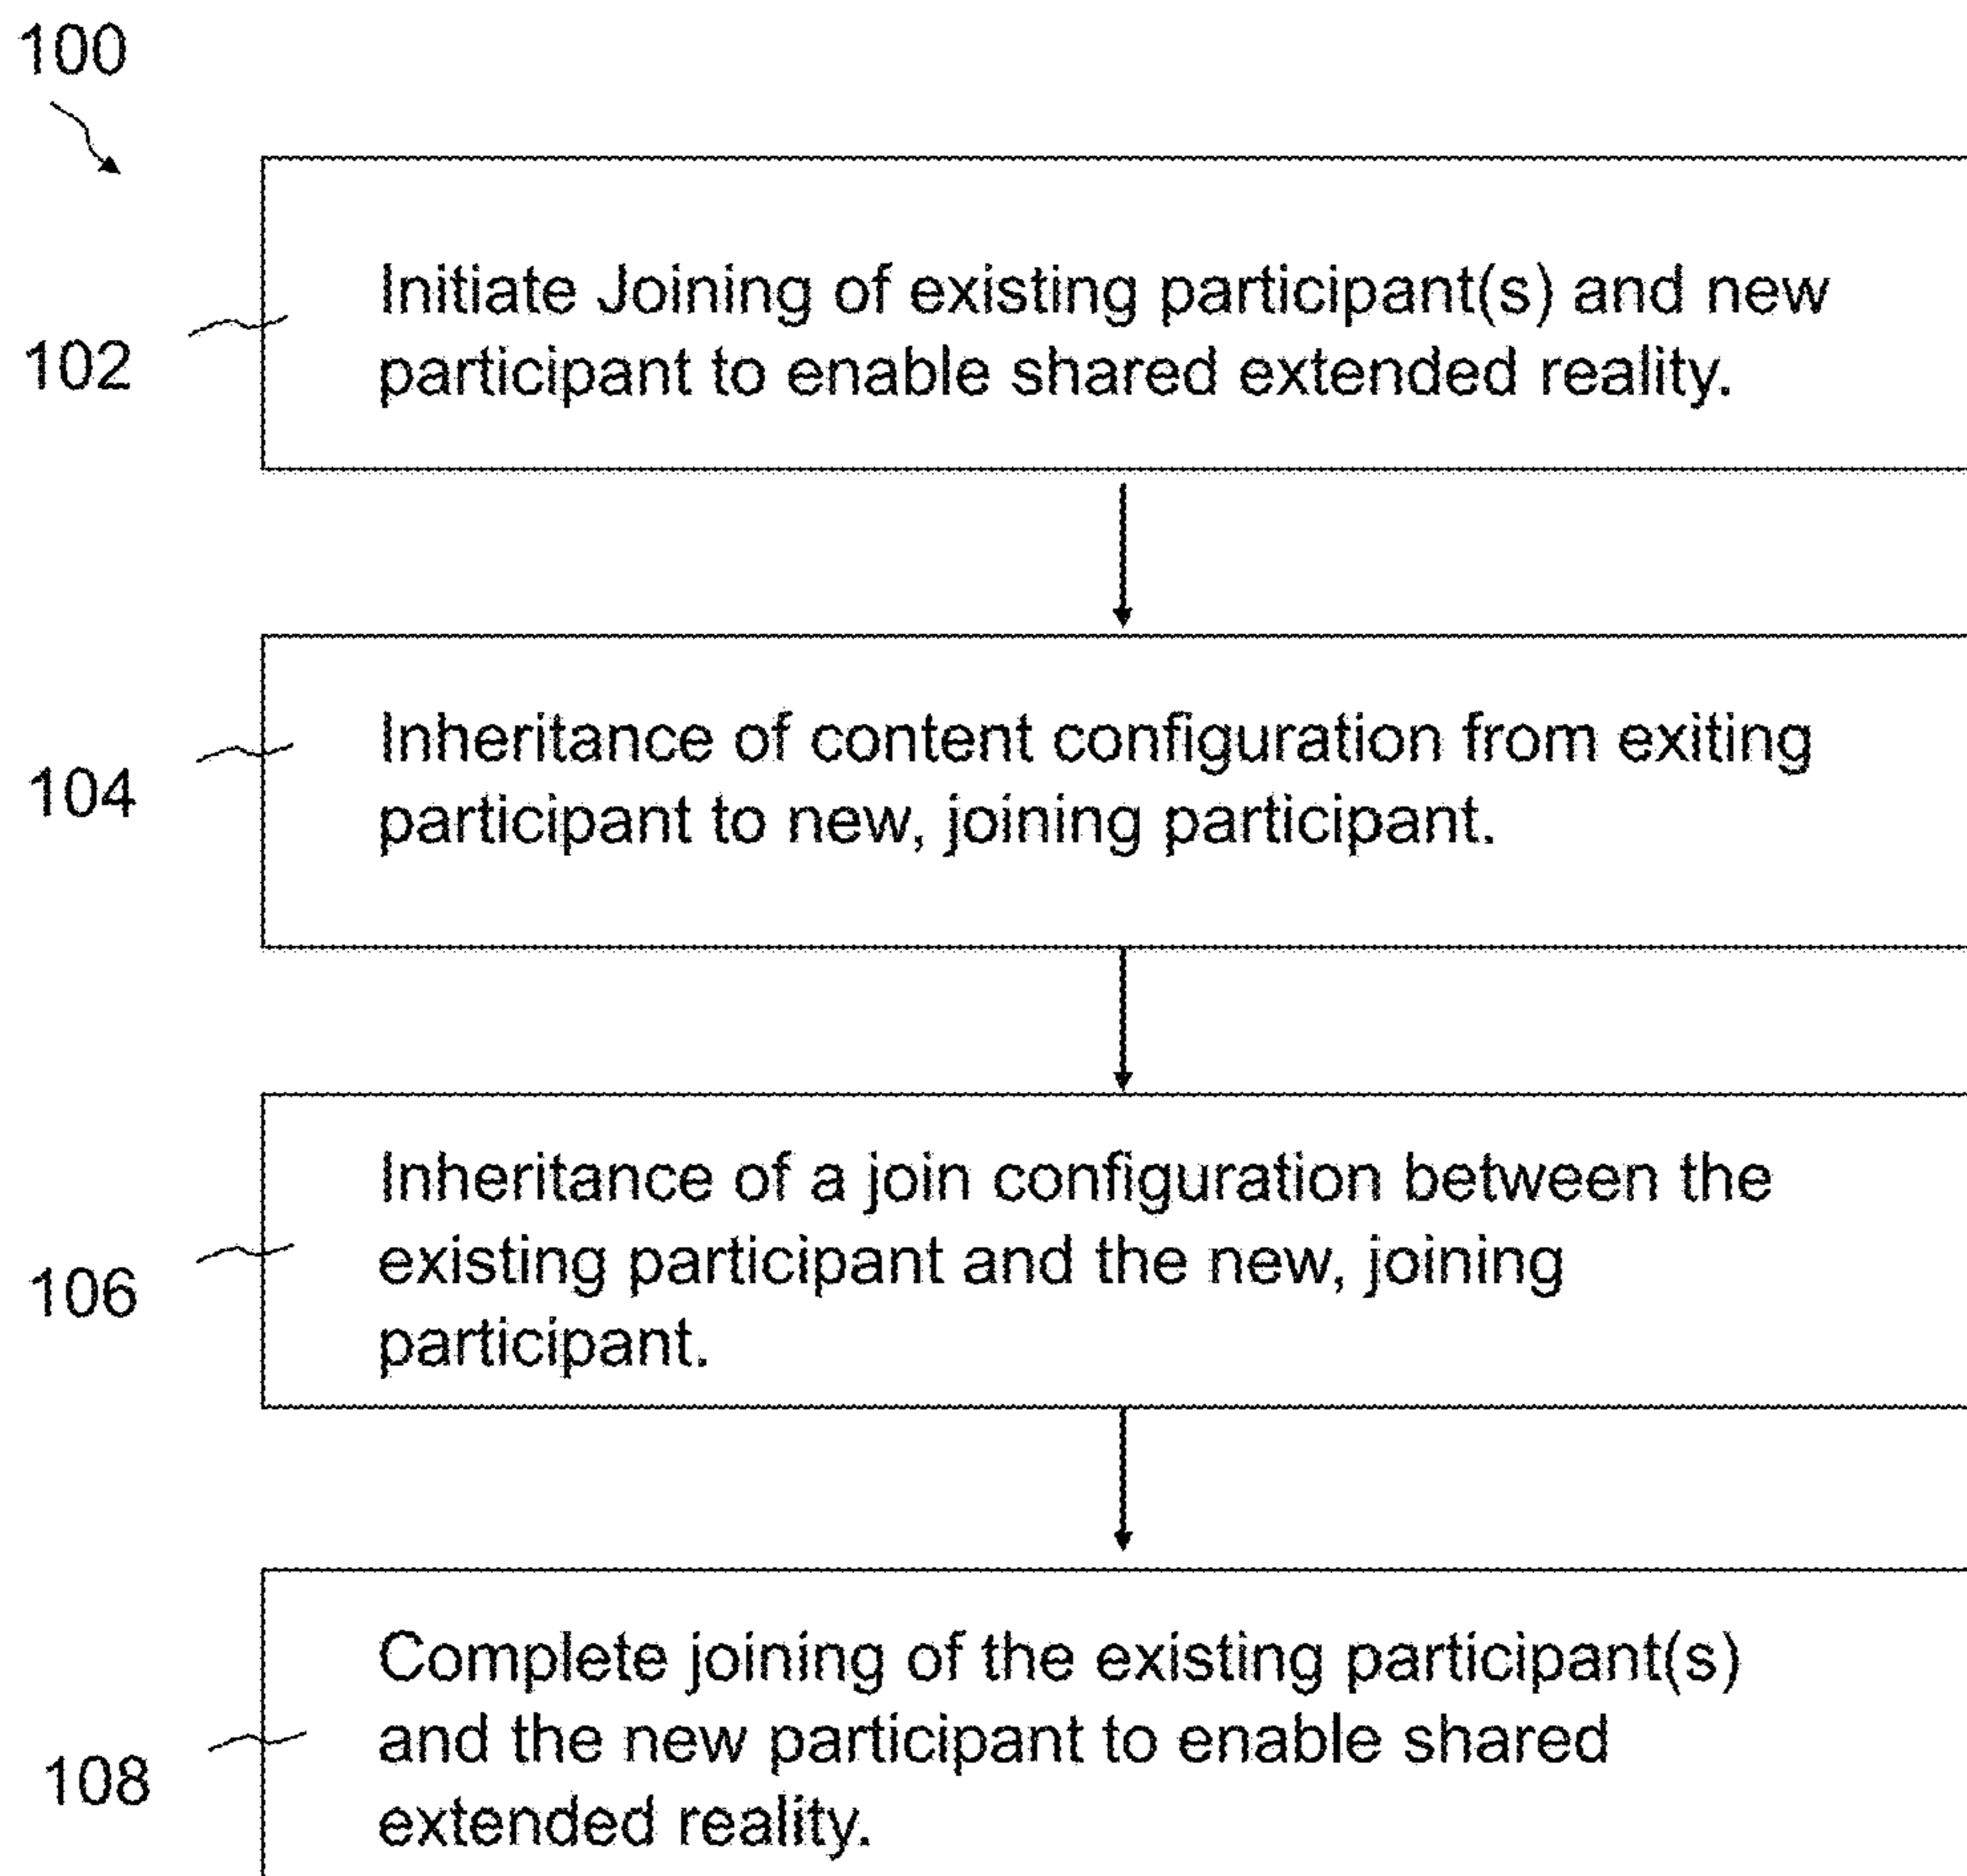 100
102
Initiate Joining of existing participant(s) and new
participant to enable shared extended reality.
104
Inheritance of content configuration from exiting
participant to new, joining participant.
106
Inheritance of a join configuration between the
existing participant and the new, joining
participant.
108
Complete joining of the existing participant(s)
and the new participant to enable shared
extended reality.